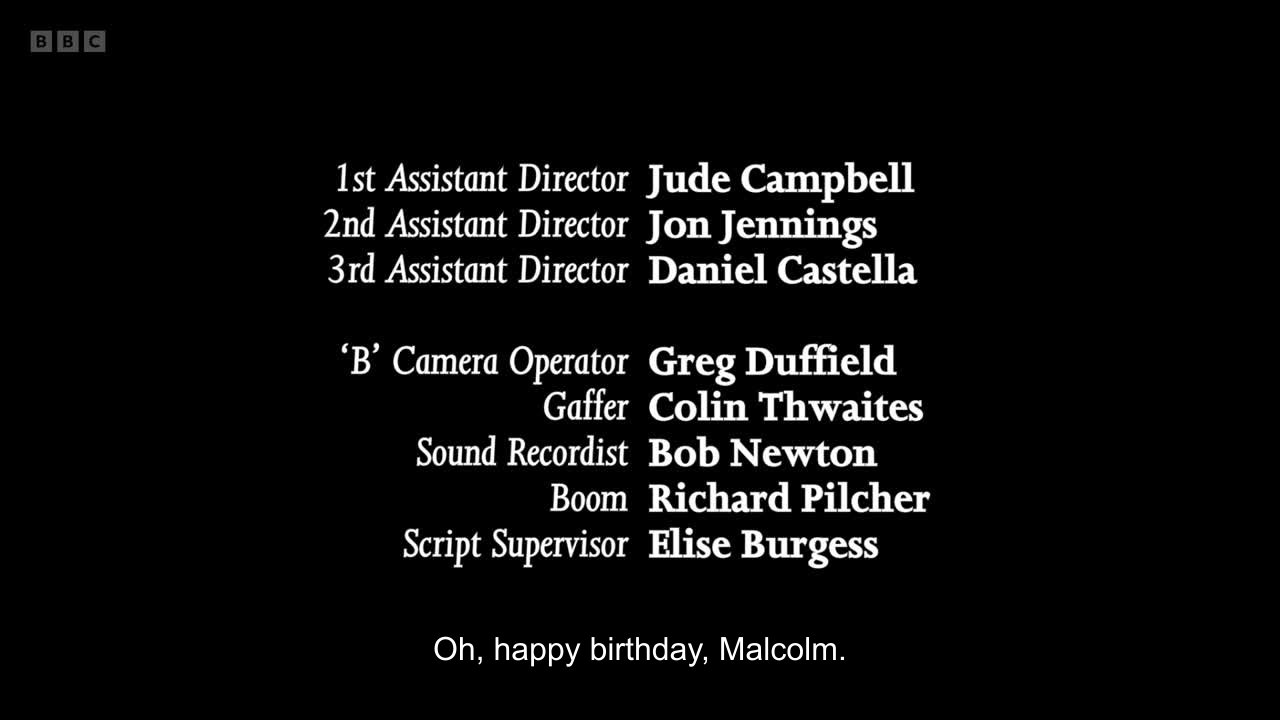 BBC
1st Assistant Director Jude Campbell
2nd Assistant Director Jon Jennings
3rd Assistant Director Daniel Castella
‘B’ Camera Operator Greg Duffield
Gaffer Colin Thwaites
Sound Recordist Bob Newton
Boom Richard Pilcher
Script Supervisor Elise Burgess
Oh, happy birthday, Malcolm.